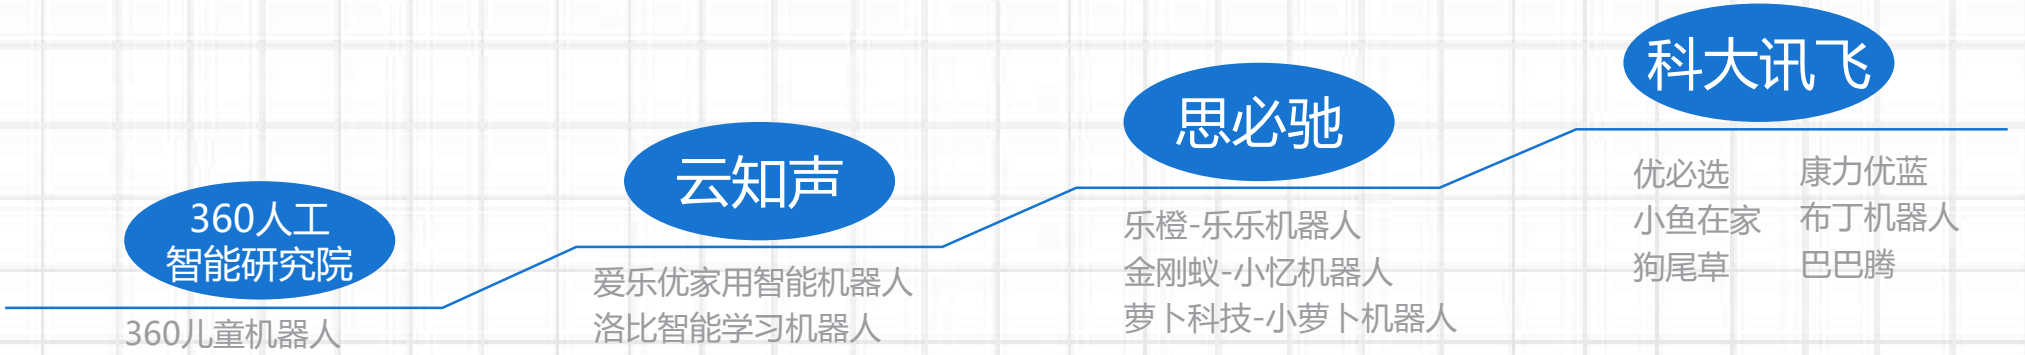 360人工
智能研究院
360儿童机器人
云知声
爱乐优家用智能机器人
洛比智能学习机器人
思必驰
乐橙-乐乐机器人
金刚蚁-小忆机器人
萝卜科技-小萝卜机器人
科大讯飞
优必选
小鱼在家
狗尾草
康力优蓝
布丁机器人
巴巴腾